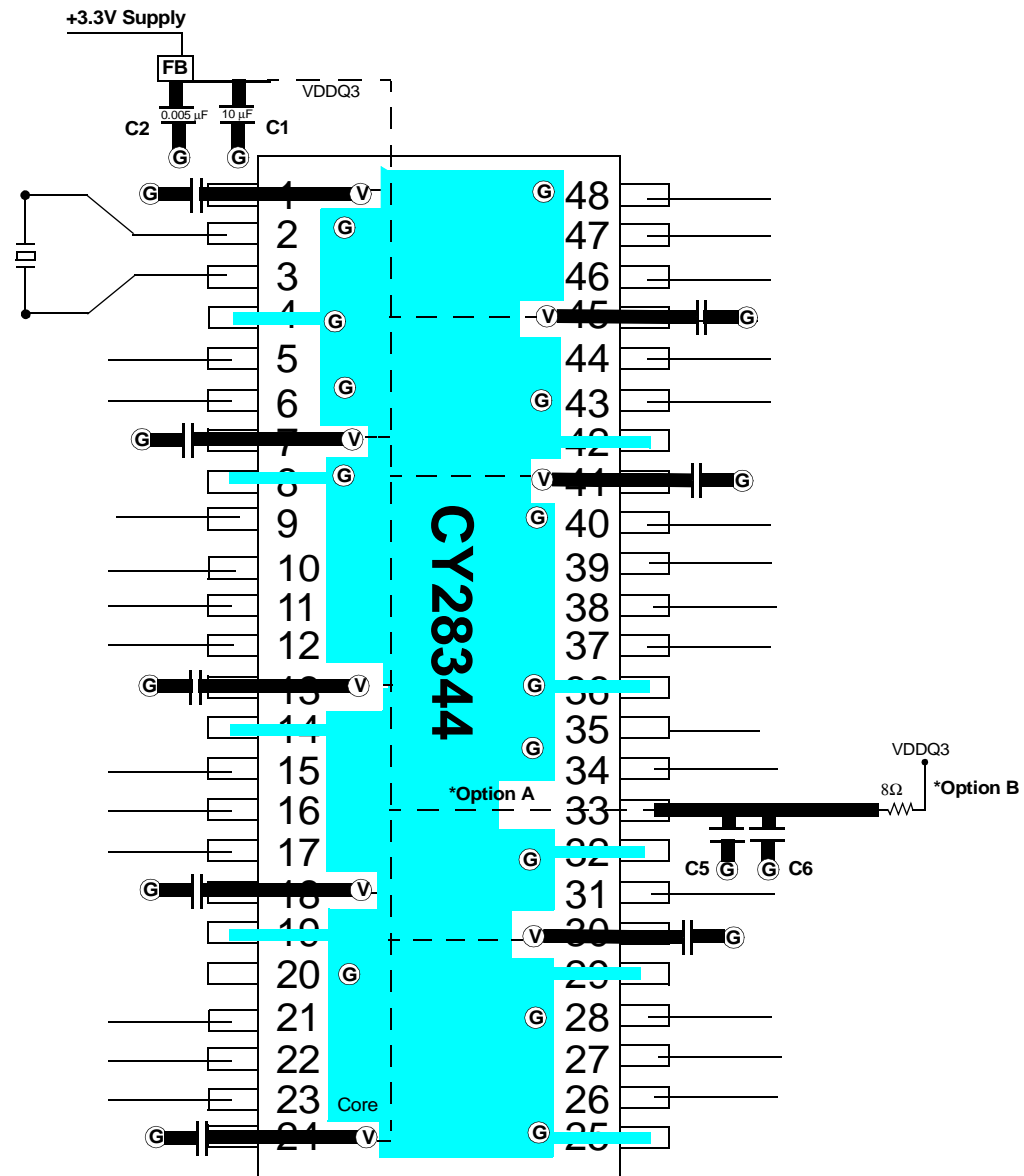 +3.3V Supply
FB
VDDQ3
0.005 µF
10 µF
C2
C1
G
G
G
1
V
G
48
2
G
47
3
46
4
G
V
45
G
5
44
6
G
G
43
G
7
V
42
8
G
V
41
G
9
G
40
10
39
11
38
12
37
CY28344
G
13
V
G
36
14
G
35
15
34
VDDQ3
16
*Option A
33
8Ω
*Option B
17
G
32
C5
G
G
C6
G
18
V
31
19
V
30
G
20
G
29
21
G
28
22
27
23
Core
26
G
24
V
G
25